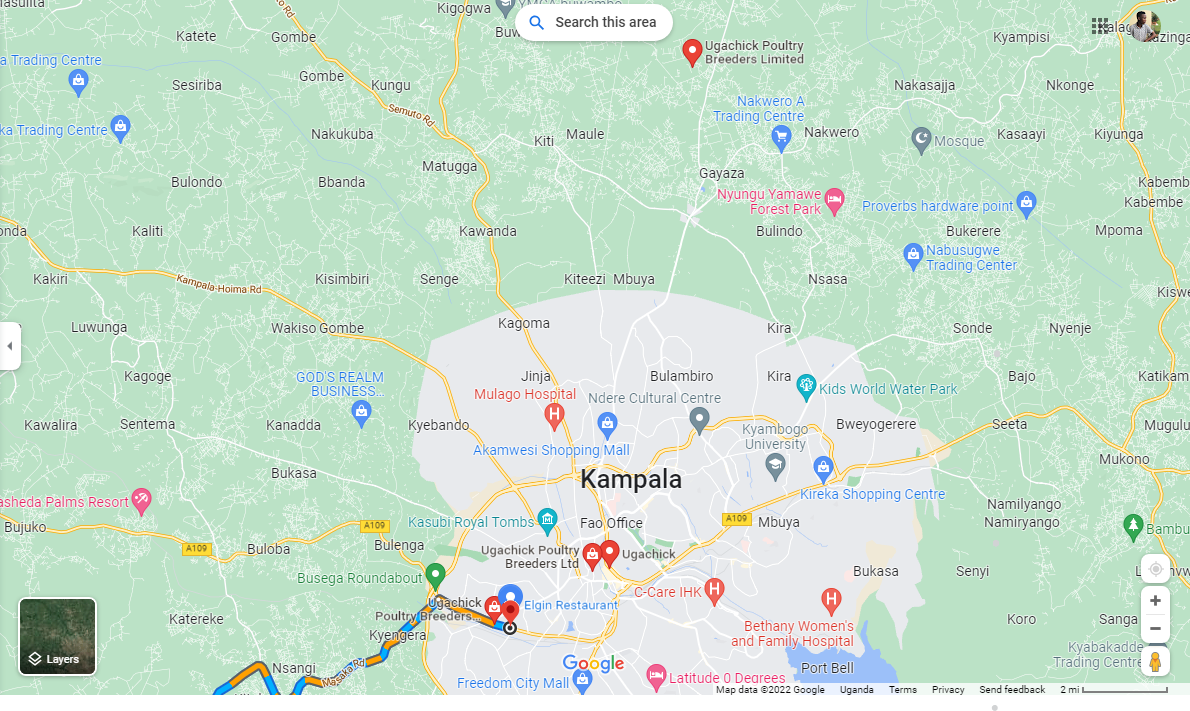 Kigogwa
Search this area
Katete
Gombe
Ugachick Poultry
Breeders Limited
Kyampisi
a Trading Centre
Gombe
Sesiriba
Kungu
Nakasajja
Nkonge
Semuto Rd
Nakwero A
Trading Centre
ka Trading Centre
Nakukuba
Kiti
Maule
Nakwero
Mosque
Kasaayi
Kiyunga
Matugga
Gayaza
Bulondo
Bbanda
Nyungu Yamawe
Forest Park
Proverbs hardware point
Kabemb
Kabembe
onda
Kaliti
Kawanda
Bulindo
Bukerere
Mpoma
Nabusugwe
Trading Center
Kakiri
Kampala-Hoima Rd
Kisimbiri
Senge
Kiteezi
Mbuya
Nsasa
Kiswe
Luwunga
Wakiso
Gombe
Kagoma
Kira
Sonde
Nyenje
Kagoge
GOD'S REALM
BUSINESS...
Jinja
Bulambiro
Kira
Bajo
Katikam
Mulago Hospital
Ndere Cultural Centre
Kids World Water Park
Kawalira
Sentema
Kanadda
Kyebando
Bweyogerere
Seeta
Mugulu
Kyambogo
University
Akamwesi Shopping Mall
Bukasa
Kampala
Mukono
Kireka Shopping Centre
asheda Palms Resort
Namilyango
Namiryango
Bujuko
A109
Kasubi Royal Tombs
Fao Office
A109
Mbuya
Bambu
A109
Buloba
Bulenga
Ugachick Poultry
Breeders Ltd
Ugachick
Busega Roundabout
C-Care IHK
Bukasa
Senyi
Ugachick
Poultry Breeders...
Elgin Restaurant
Katereke
Kyengera
Bethany Women's
and Family Hospital
Koro
Sanga
Kyabakadde
Trading Centre
Layers
Nsangi
Masaka Rd
Google
Port Bell
Freedom City Mall
Latitude 0 Degrees
Map data ©2022 Google
Uganda
Terms
Privacy
Send feedback
2 mi